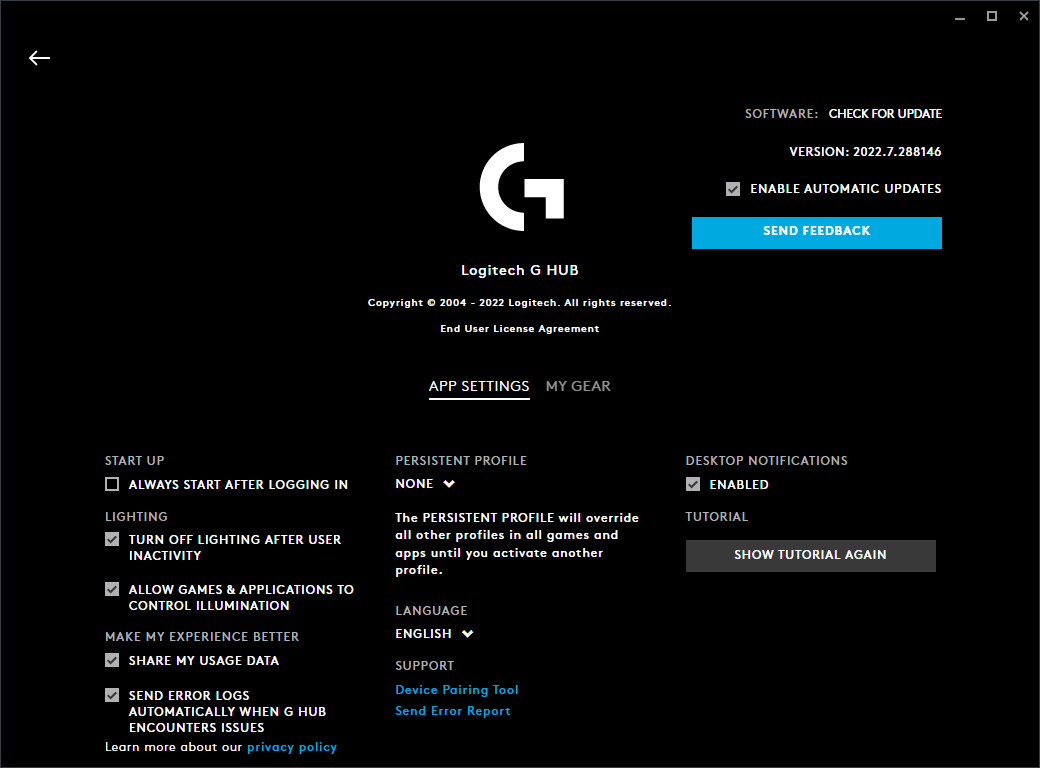 SOFTWARE: CHECK FOR UPDATE
VERSION: 2022.7.288146
ENABLE AUTOMATIC UPDATES
SEND FEEDBACK
Logitech G HUB
Copyright © 2004 - 2022 Logitech. All rights reserved.
End User License Agreement
APP SETTINGS MY GEAR
START UP
ALWAYS START AFTER LOGGING IN
LIGHTING
TURN OFF LIGHTING AFTER USER
INACTIVITY
ALLOW GAMES & APPLICATIONS TO
CONTROL ILLUMINATION
MAKE MY EXPERIENCE BETTER
SHARE MY USAGE DATA
SEND ERROR LOGS
AUTOMATICALLY WHEN G HUB
ENCOUNTERS ISSUES
Learn more about our privacy policy
PERSISTENT PROFILE
NONE
The PERSISTENT PROFILE will override
all other profiles in all games and
apps until you activate another
profile.
LANGUAGE
ENGLISH
SUPPORT
Device Pairing Tool
Send Error Report
DESKTOP NOTIFICATIONS
ENABLED
TUTORIAL
SHOW TUTORIAL AGAIN